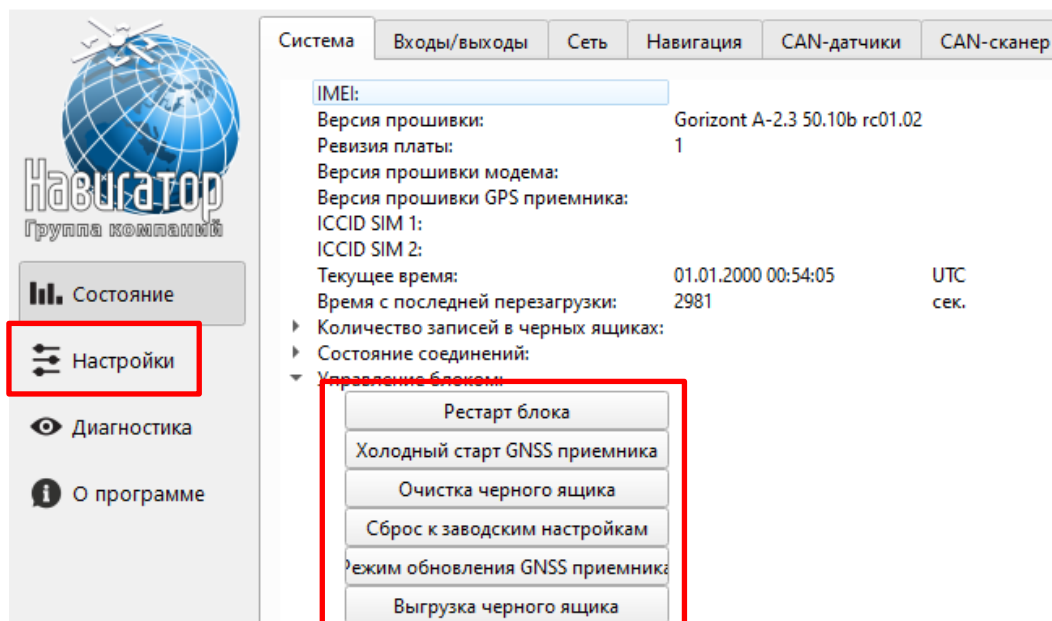 Система Входы/выходы Сеть Навигация CAN-датчики CAN-сканер
Навигатор
Группа компаний
Состояние
Настройки
Диагностика
О программе
IMEI:
Версия прошивки: Gorizont A-2.3 50.10b rc01.02
Ревизия платы: 1
Версия прошивки модема:
Версия прошивки GPS приемника:
ICCID SIM 1:
ICCID SIM 2:
Текущее время: 01.01.2000 00:54:05 UTC
Время с последней перезагрузки: 2981 сек.
Количество записей в черных ящиках:
Состояние соединений:
Управление блоком:
Рестарт блока
Холодный старт GNSS приемника
Очистка черного ящика
Сброс к заводским настройкам
Режим обновления GNSS приемника
Выгрузка черного ящика